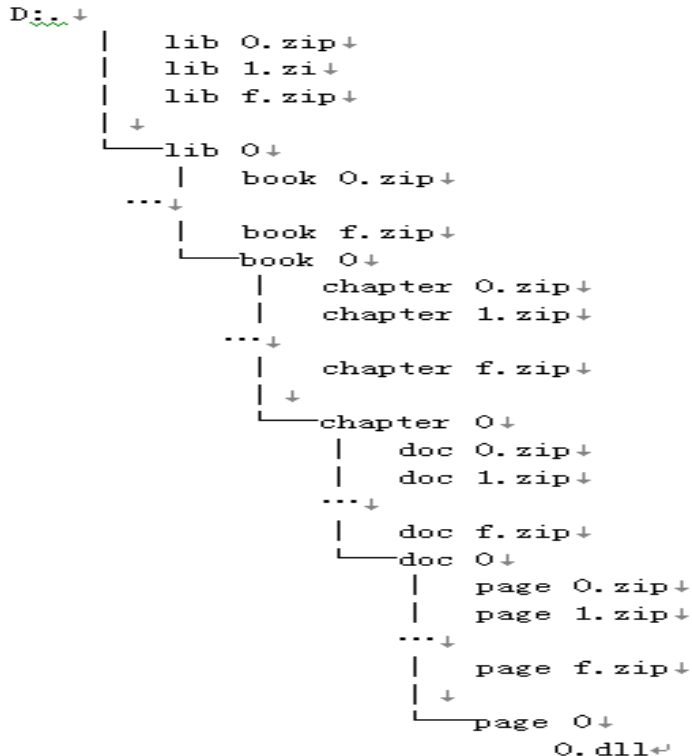 D:.↓
│ lib 0.zip↓
│ lib 1.zi↓
│ lib f.zip↓
│ ↓
└──lib 0↓
│ book 0.zip↓
...↓
│ book f.zip↓
└──book 0↓
│ chapter 0.zip↓
│ chapter 1.zip↓
...↓
│ chapter f.zip↓
│ ↓
└──chapter 0↓
│ doc 0.zip↓
│ doc 1.zip↓
...↓
│ doc f.zip↓
└──doc 0↓
│ page 0.zip↓
│ page 1.zip↓
...↓
│ page f.zip↓
│ ↓
└──page 0↓
0.dll↵